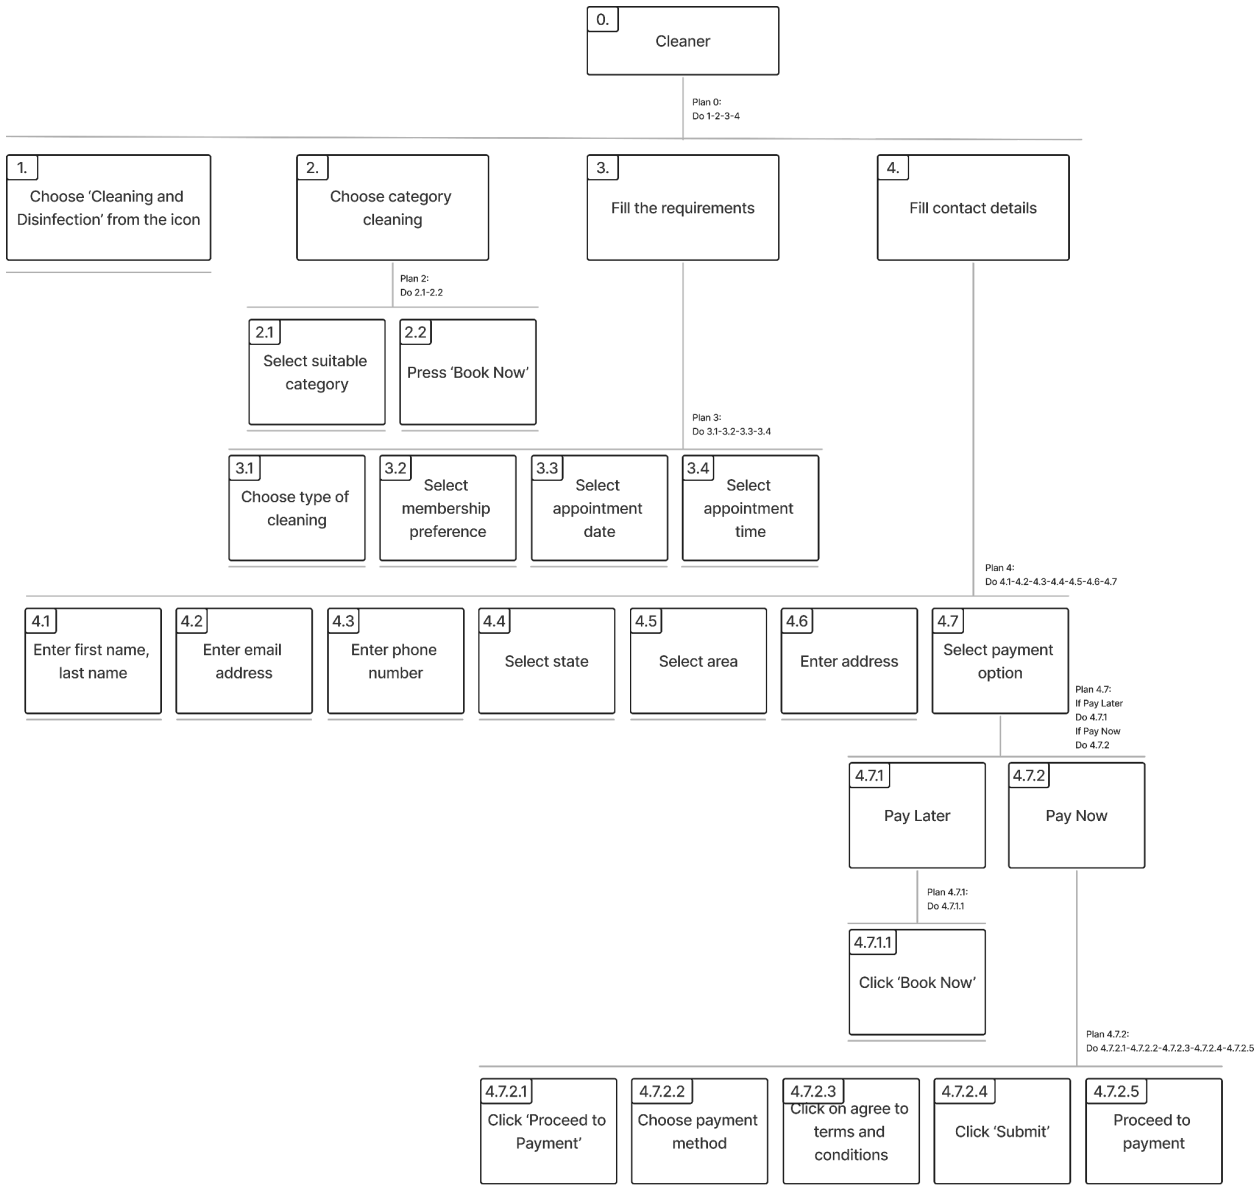 0.
Cleaner
Plan 0:
Do 1-2-3-4
1.
Choose ‘Cleaning and
Disinfection’ from the icon
2.
Choose category
cleaning
3.
Fill the requirements
4.
Fill contact details
Plan 2:
Do 2.1-2.2
2.1
Select suitable
category
2.2
Press ‘Book Now’
Plan 3:
Do 3.1-3.2-3.3-3.4
3.1
Choose type of
cleaning
3.2
Select
membership
preference
3.3
Select
appointment
date
3.4
Select
appointment
time
Plan 4:
Do 4.1-4.2-4.3-4.4-4.5-4.6-4.7
4.1
Enter first name,
last name
4.2
Enter email
address
4.3
Enter phone
number
4.4
Select state
4.5
Select area
4.6
Enter address
4.7
Select payment
option
Plan 4.7:
If Pay Later
Do 4.7.1
If Pay Now
Do 4.7.2
4.7.1
Pay Later
4.7.2
Pay Now
Plan 4.7.1:
Do 4.7.1.1
4.7.1.1
Click ‘Book Now’
Plan 4.7.2:
Do 4.7.2.1-4.7.2.2-4.7.2.3-4.7.2.4-4.7.2.5
4.7.2.1
Click ‘Proceed to
Payment’
4.7.2.2
Choose payment
method
4.7.2.3
Click on agree to
terms and
conditions
4.7.2.4
Click ‘Submit’
4.7.2.5
Proceed to
payment